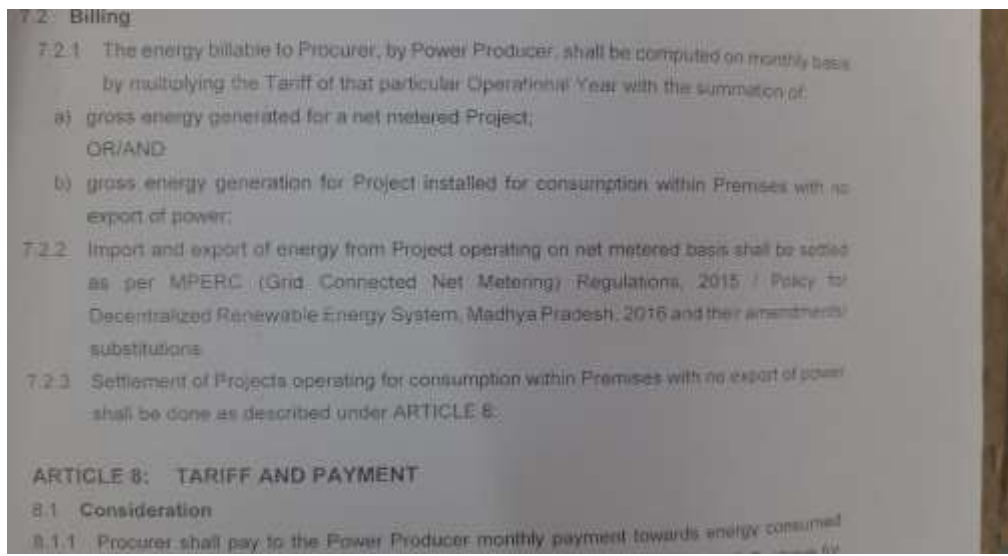 7.2 Billing
7.2.1 The energy billable to Procurer, by Power Producer, shall be computed on monthly basis
by multiplying the Tariff of that particular Operational Year with the summation of:
a) gross energy generated for a net metered Project;
OR/AND
b) gross energy generation for Project installed for consumption within Premises with no
export of power;
7.2.2 Import and export of energy from Project operating on net metered basis shall be settled
as per MPERC (Grid Connected Net Metering) Regulations, 2015 / Policy for
Decentralized Renewable Energy System, Madhya Pradesh, 2016 and their amendments/
substitutions.
7.2.3 Settlement of Projects operating for consumption within Premises with no export of power
shall be done as described under ARTICLE 8:
ARTICLE 8: TARIFF AND PAYMENT
8.1 Consideration
8.1.1 Procurer shall pay to the Power Producer monthly payment towards energy consumed